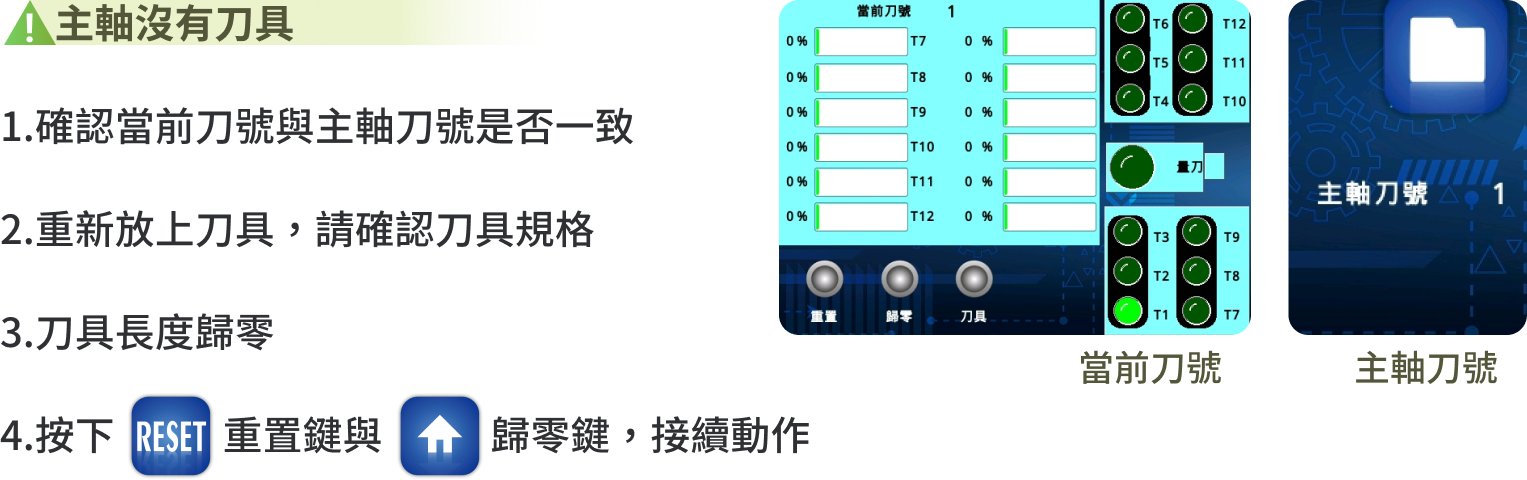 主軸沒有刀具
1.確認當前刀號與主軸刀號是否一致
2.重新放上刀具，請確認刀具規格
3.刀具長度歸零
4.按下 RESET 重置鍵與 歸零鍵，接續動作
當前刀號 1
0 % T7 0 %
0 % T8 0 %
0 % T9 0 %
0 % T10 0 %
0 % T11 0 %
0 % T12 0 %
重置 歸零 刀具
T6 T12
T5 T11
T4 T10
量刀
T3 T9
T2 T8
T1 T7
當前刀號
主軸刀號 1
主軸刀號